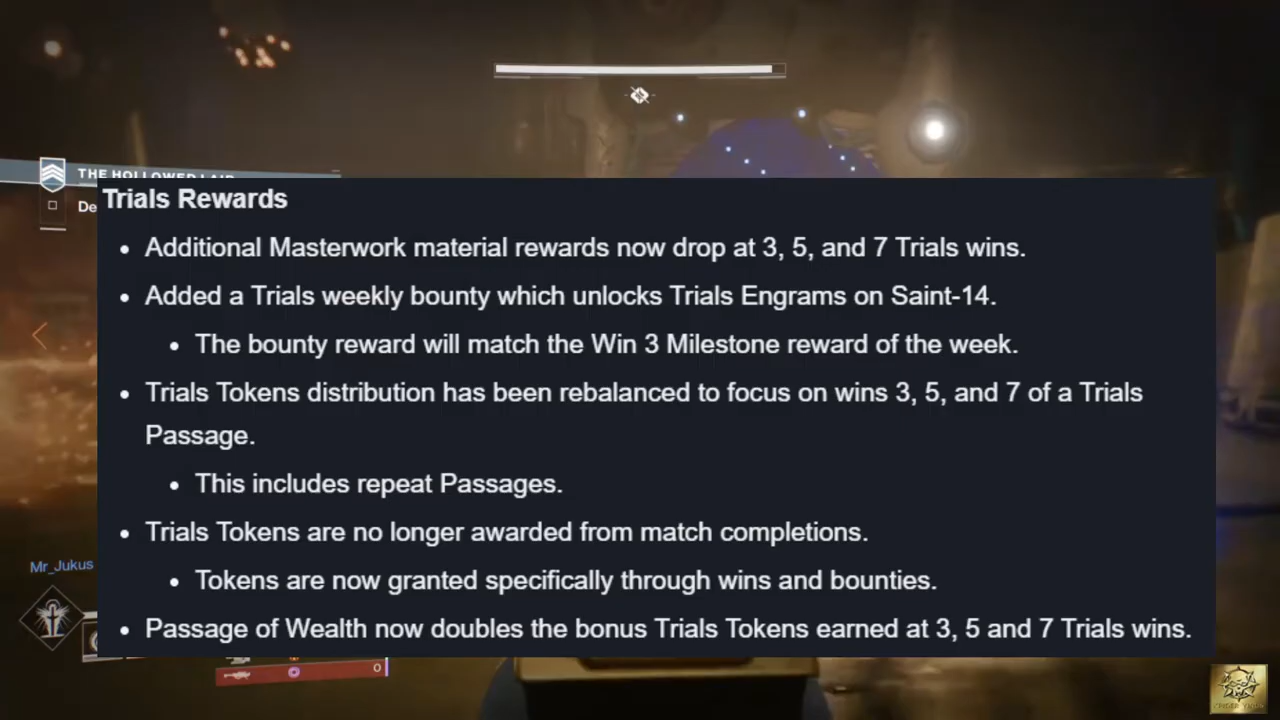 THE HOLLOWED LAIR
De
Trials Rewards
• Additional Masterwork material rewards now drop at 3, 5, and 7 Trials wins.
• Added a Trials weekly bounty which unlocks Trials Engrams on Saint-14.
• The bounty reward will match the Win 3 Milestone reward of the week.
• Trials Tokens distribution has been rebalanced to focus on wins 3, 5, and 7 of a Trials
Passage.
• This includes repeat Passages.
• Trials Tokens are no longer awarded from match completions.
• Tokens are now granted specifically through wins and bounties.
• Passage of Wealth now doubles the bonus Trials Tokens earned at 3, 5 and 7 Trials wins.
Mr_Jukus
0